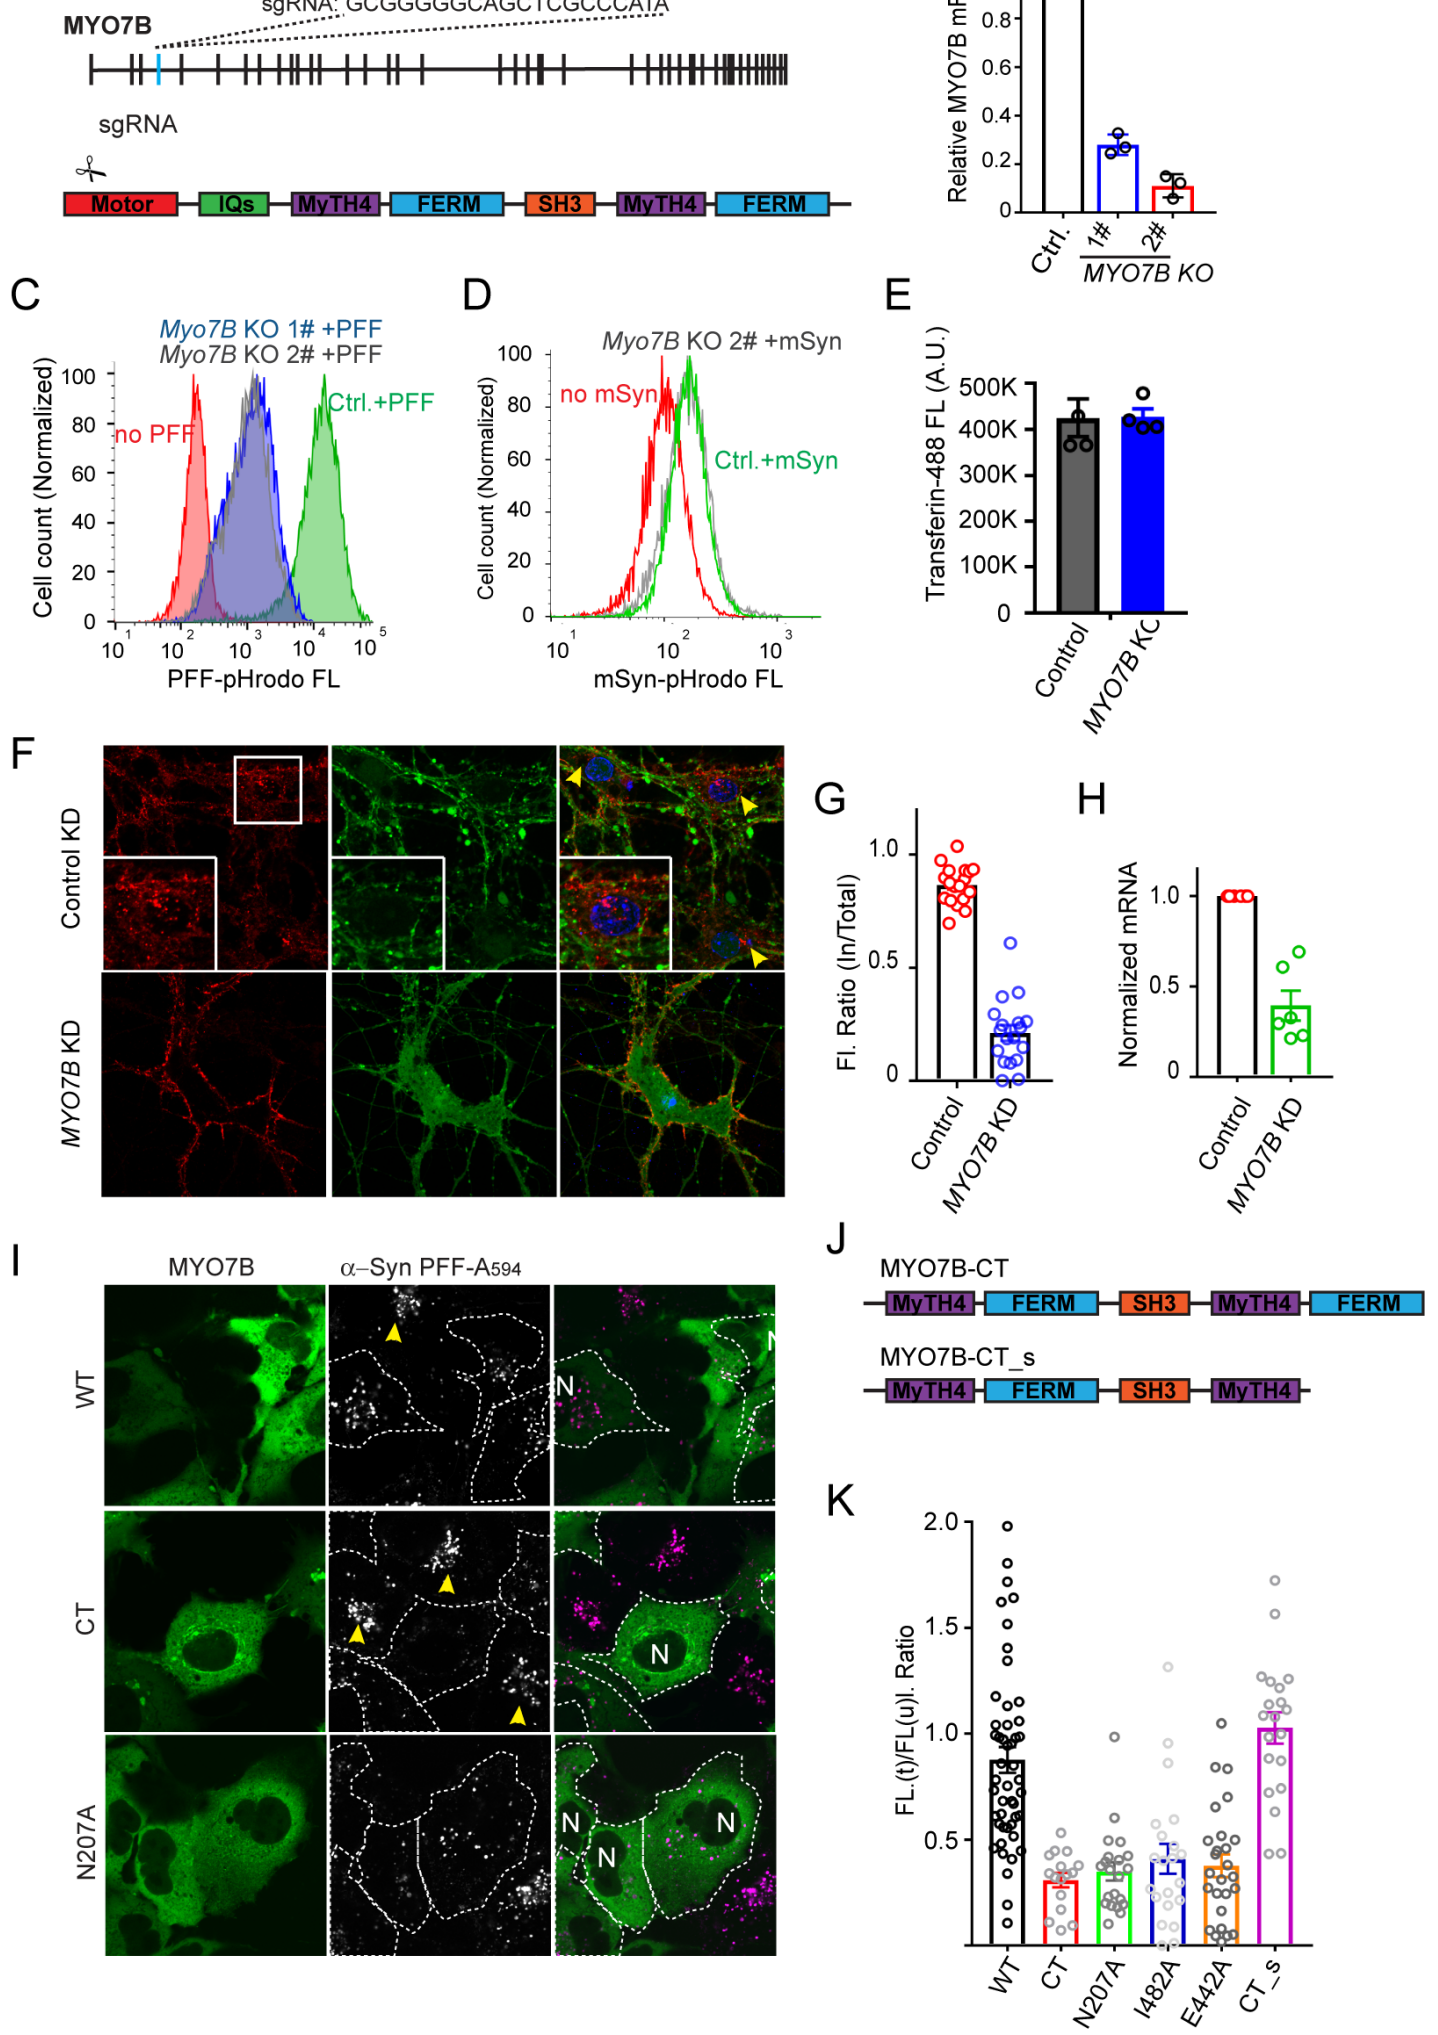 sgRNA: GCGGGGGCAGCTCGCCCATA
MYO7B
sgRNA
Motor IQs MyTH4 FERM SH3 MyTH4 FERM
0.8
0.6
0.4
0.2
0
Ctrl. 1# 2#
MYO7B KO
C
Myo7B KO 1# +PFF
Myo7B KO 2# +PFF
Ctrl.+PFF
no PFF
Cell count (Normalized)
100
80
60
40
20
0
10 1 10 2 10 3 10 4 10 5
PFF-pHrodo FL
D
Myo7B KO 2# +mSyn
no mSyn
Ctrl.+mSyn
Cell count (Normalized)
100
80
60
40
20
0
10 1 10 2 10 3
mSyn-pHrodo FL
E
Transferin-488 FL (A.U.)
500K
400K
300K
200K
100K
0
Control
MYO7B KC
F
Control KD
MYO7B KD
G
Fl. Ratio (In/Total)
1.0
0.5
0
Control
MYO7B KD
H
Normalized mRNA
1.0
0.5
0
Control
MYO7B KD
I
MYO7B α–Syn PFF-A594
WT
N
CT
N
N207A
N N N
J
MYO7B-CT
MyTH4 FERM SH3 MyTH4 FERM
MYO7B-CT_s
MyTH4 FERM SH3 MyTH4
K
FL.(t)/FL(u)l. Ratio
2.0
1.5
1.0
0.5
WT CT N207A I482A E442A CT_s